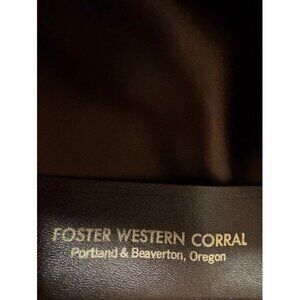 FOSTER WESTERN CORRAL
Portland & Beaverton, Oregon